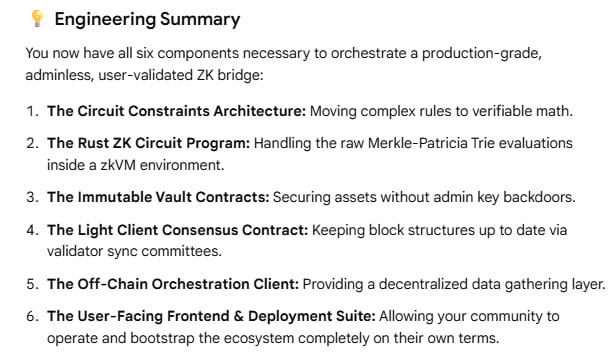 💡 Engineering Summary
You now have all six components necessary to orchestrate a production-grade,
adminless, user-validated ZK bridge:
1. The Circuit Constraints Architecture: Moving complex rules to verifiable math.
2. The Rust ZK Circuit Program: Handling the raw Merkle-Patricia Trie evaluations
inside a zkVM environment.
3. The Immutable Vault Contracts: Securing assets without admin key backdoors.
4. The Light Client Consensus Contract: Keeping block structures up to date via
validator sync committees.
5. The Off-Chain Orchestration Client: Providing a decentralized data gathering layer.
6. The User-Facing Frontend & Deployment Suite: Allowing your community to
operate and bootstrap the ecosystem completely on their own terms.